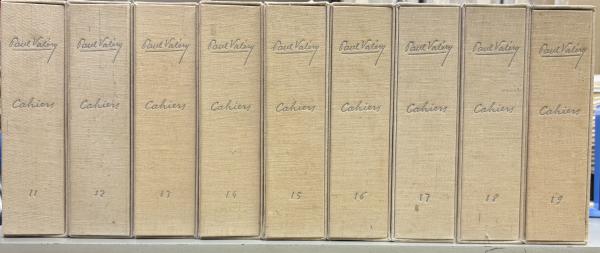 Paul Valéry
Cahiers
11
Paul Valéry
Cahiers
12
Paul Valéry
Cahiers
13
Paul Valéry
Cahiers
14
Paul Valéry
Cahiers
15
Paul Valéry
Cahiers
16
Paul Valéry
Cahiers
17
Paul Valéry
Cahiers
18
Paul Valéry
Cahiers
19